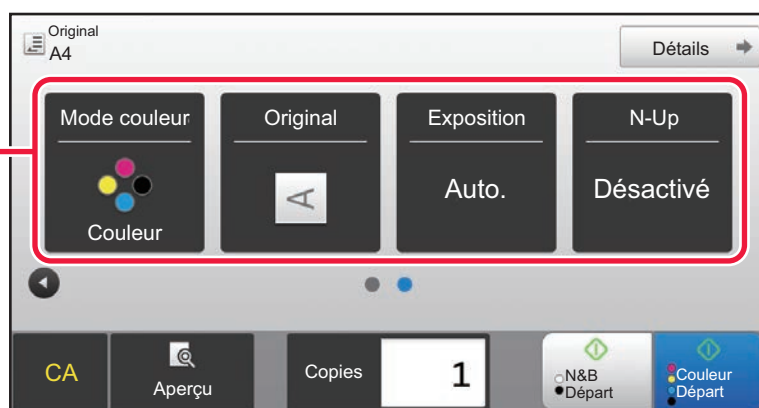 Original
A4
Détails
Mode couleur
Original
Exposition
N-Up
A
Auto.
Désactivé
Couleur
CA
Aperçu
Copies
1
N&B
Départ
Couleur
Départ